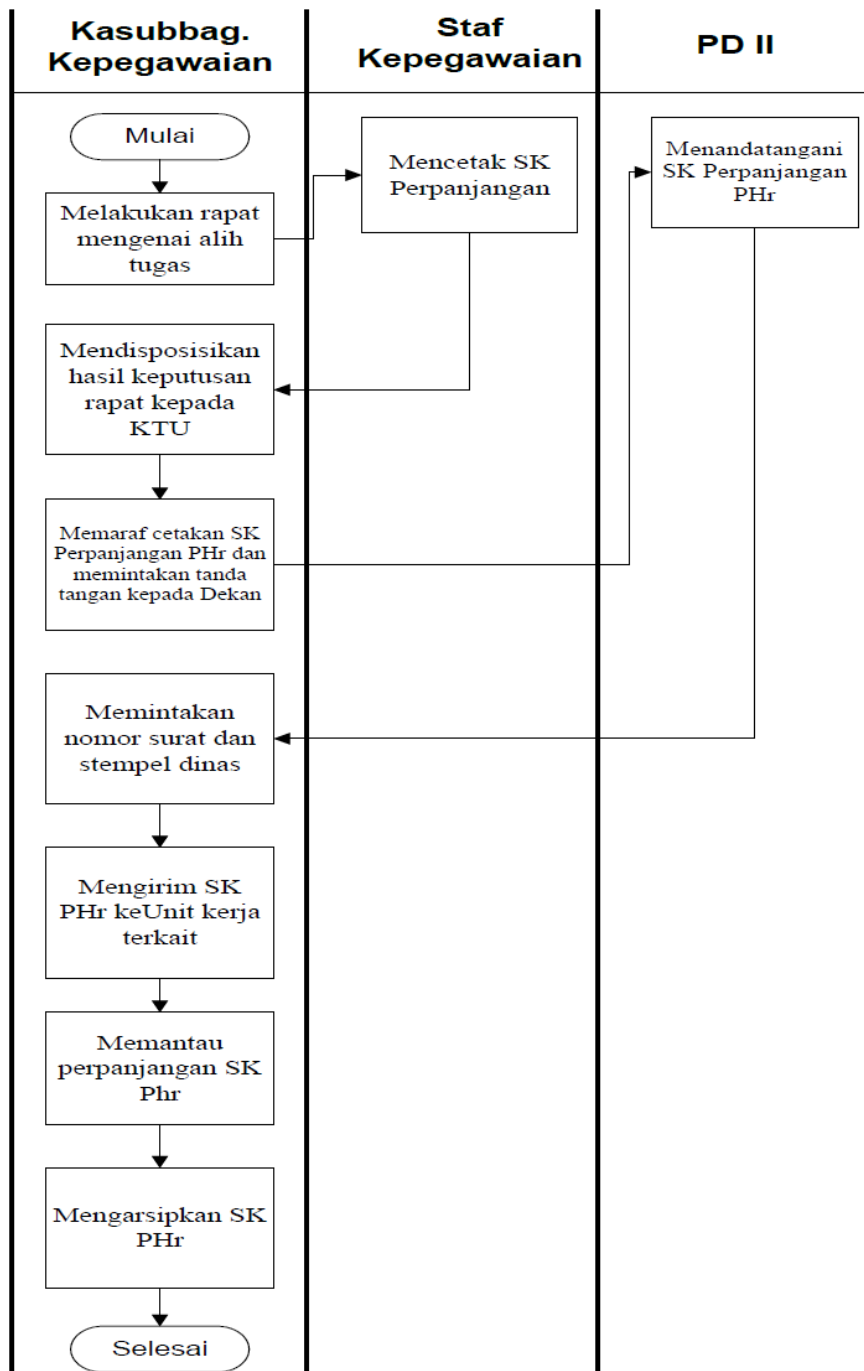 Kasubbag.
Kepegawaian
Staf
Kepegawaian
PD II
Mulai
Melakukan rapat
mengenai alih
tugas
Mencetak SK
Perpanjangan
Menandatangani
SK Perpanjangan
PHr
Mendisposisikan
hasil keputusan
rapat kepada
KTU
Memaraf cetakan SK
Perpanjangan PHr dan
memintakan tanda
tangan kepada Dekan
Memintakan
nomor surat dan
stempel dinas
Mengirim SK
PHr keUnit kerja
terkait
Memantau
perpanjangan SK
Phr
Mengarsipkan SK
PHr
Selesai